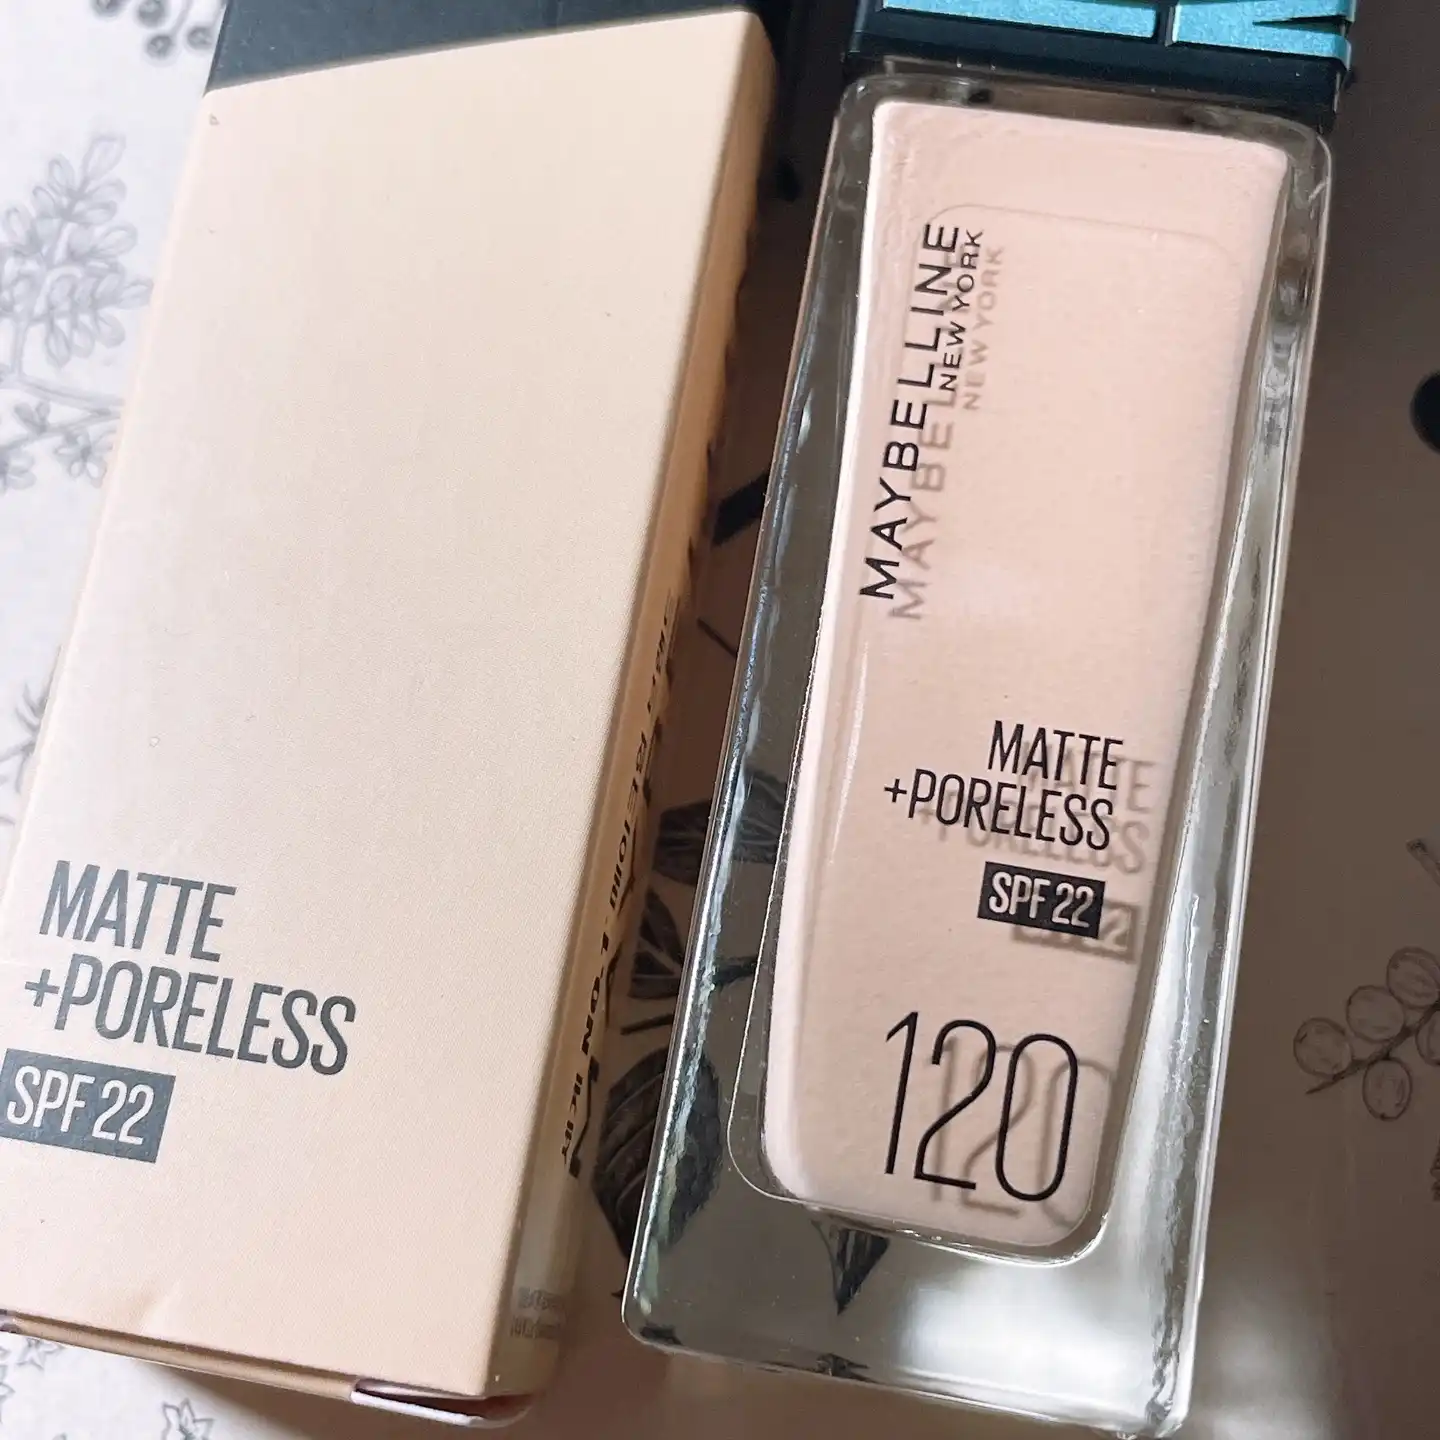 MATTE
+PORELESS
SPF 22
MAYBELLINE
NEW YORK
MATTE
+PORELESS
SPF 22
120